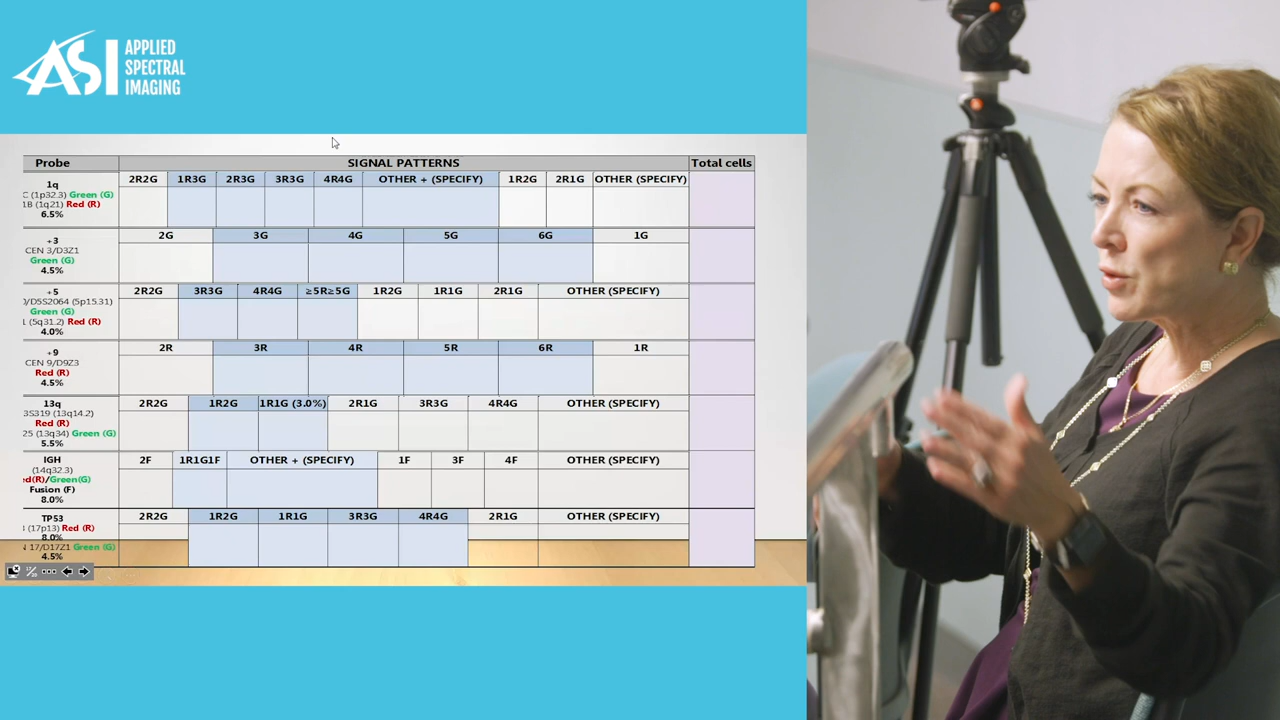 ASI APPLIED
SPECTRAL
IMAGING
Probe SIGNAL PATTERNS Total cells
1q
C (1p32.3) Green (G)
1B (1q21) Red (R)
6.5%
2R2G 1R3G 2R3G 3R3G 4R4G OTHER + (SPECIFY) 1R2G 2R1G OTHER (SPECIFY)
+3
CEN 3/D3Z1
Green (G)
4.5%
2G 3G 4G 5G 6G 1G
+5
/D5S2064 (5p15.31)
Green (G)
(5q31.2) Red (R)
4.0%
2R2G 3R3G 4R4G ≥5R≥5G 1R2G 1R1G 2R1G OTHER (SPECIFY)
+9
CEN 9/D9Z3
Red (R)
4.5%
2R 3R 4R 5R 6R 1R
13q
3S319 (13q14.2)
Red (R)
25 (13q34) Green (G)
5.5%
2R2G 1R2G 1R1G (3.0%) 2R1G 3R3G 4R4G OTHER (SPECIFY)
IGH
(14q32.3)
ed(R)/Green(G)
Fusion (F)
8.0%
2F 1R1G1F OTHER + (SPECIFY) 1F 3F 4F OTHER (SPECIFY)
TP53
(17p13) Red (R)
8.0%
17/D17Z1 Green (G)
4.5%
2R2G 1R2G 1R1G 3R3G 4R4G 2R1G OTHER (SPECIFY)